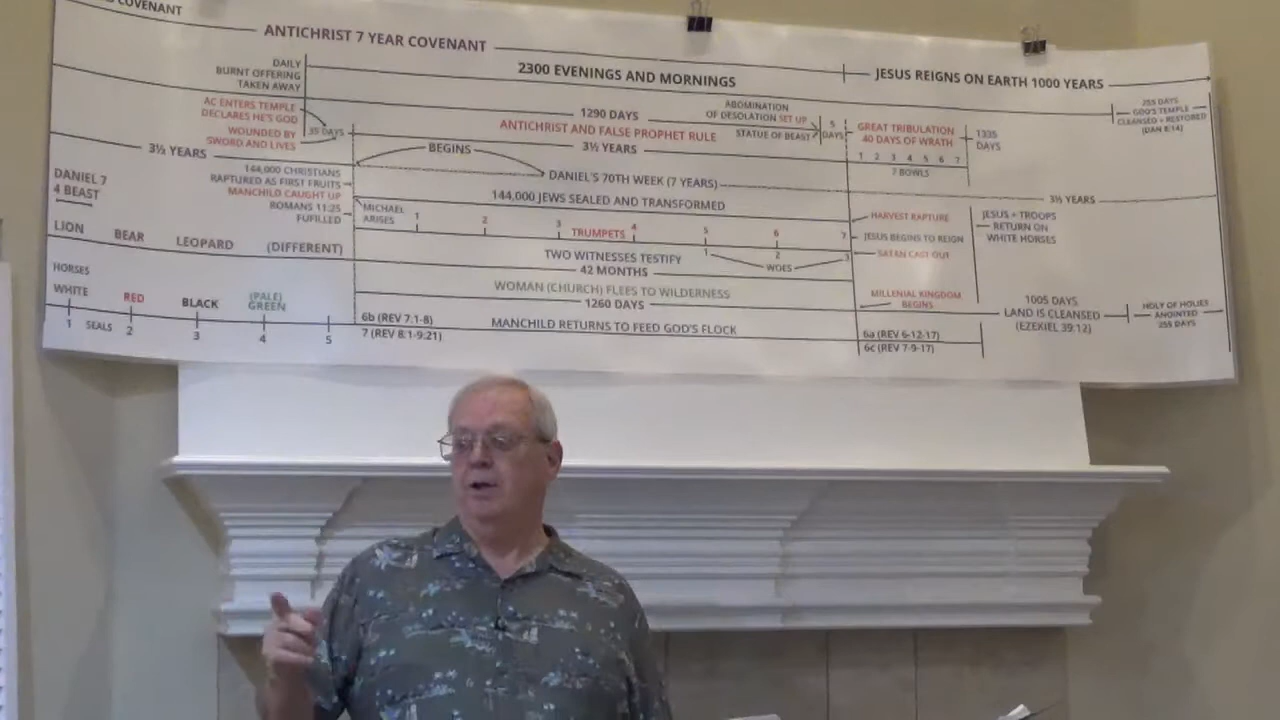 COVENANT
ANTICHRIST 7 YEAR COVENANT
DAILY
BURNT OFFERING
TAKEN AWAY
2300 EVENINGS AND MORNINGS
JESUS REIGNS ON EARTH 1000 YEARS
AC ENTERS TEMPLE
DECLARES HE'S GOD
WOUNDED BY
SWORD AND LIVES
35 DAYS
1290 DAYS
ANTICHRIST AND FALSE PROPHET RULE
3½ YEARS
ABOMINATION
OF DESOLATION SET UP
STATUE OF BEAST
5
DAYS
GREAT TRIBULATION
40 DAYS OF WRATH
1 2 3 4 5 6 7
7 BOWLS
1335
DAYS
GOD'S TEMPLE
CLEANSED + RESTORED
(DAN 8:14)
3½ YEARS
BEGINS
DANIEL'S 70TH WEEK (7 YEARS)
3½ YEARS
144,000 CHRISTIANS
RAPTURED AS FIRST FRUITS
MANCHILD CAUGHT UP
ROMANS 11:25
FUFILLED
DANIEL 7
4 BEAST
144,000 JEWS SEALED AND TRANSFORMED
MICHAEL
ARISES
1 2 3 4 5 6 7
TRUMPETS
HARVEST RAPTURE
JESUS BEGINS TO REIGN
SATAN CAST OUT
JESUS + TROOPS
RETURN ON
WHITE HORSES
LION BEAR LEOPARD (DIFFERENT)
TWO WITNESSES TESTIFY
1 2 3
WOES
42 MONTHS
HORSES
WHITE RED BLACK (PALE)
GREEN
WOMAN (CHURCH) FLEES TO WILDERNESS
1260 DAYS
MILLENIAL KINGDOM
BEGINS
1005 DAYS
LAND IS CLEANSED
(EZEKIEL 39:12)
HOLY OF HOLIES
ANOINTED
1 SEALS 2 3 4 5
6b (REV 7:1-8)
7 (REV 8:1-9:21)
MANCHILD RETURNS TO FEED GOD'S FLOCK
6a (REV 6-12-17)
6c (REV 7-9-17)